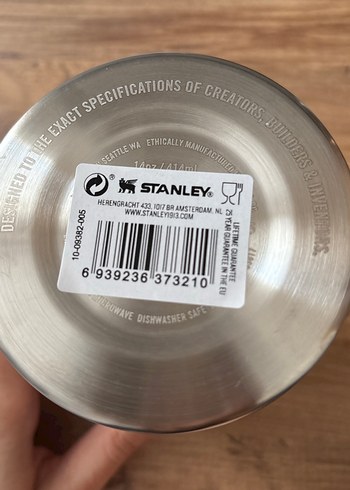 DESIGNED TO THE EXACT SPECIFICATIONS OF CREATORS, BUILDERS & INVENTORS
SEATTLE WA ETHICALLY MANUFACTURED
14oz / 414ml
STANLEY®
HERENGRACHT 433, 1017 BR AMSTERDAM, NL
WWW.STANLEY1913.COM
10-09382-005
6 939236 373210
LIFETIME GUARANTEE
25 YEAR GUARANTEE IN THE EU
DISHWASHER SAFE